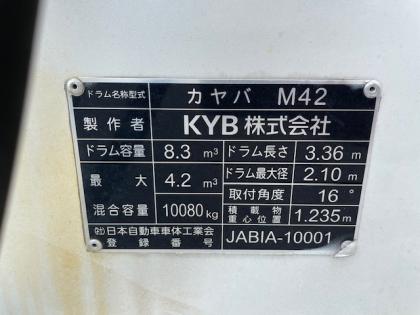 ドラム名称型式 カヤバ M42
製作者 KYB株式会社
ドラム容量 8.3 m³ ドラム長さ 3.36 m
最大 4.2 m³ ドラム最大径 2.10 m
混合容量 10080 kg 取付角度 16°
積載物重心位置 1.235 m
(社)日本自動車車体工業会
登録番号 JABIA-10001